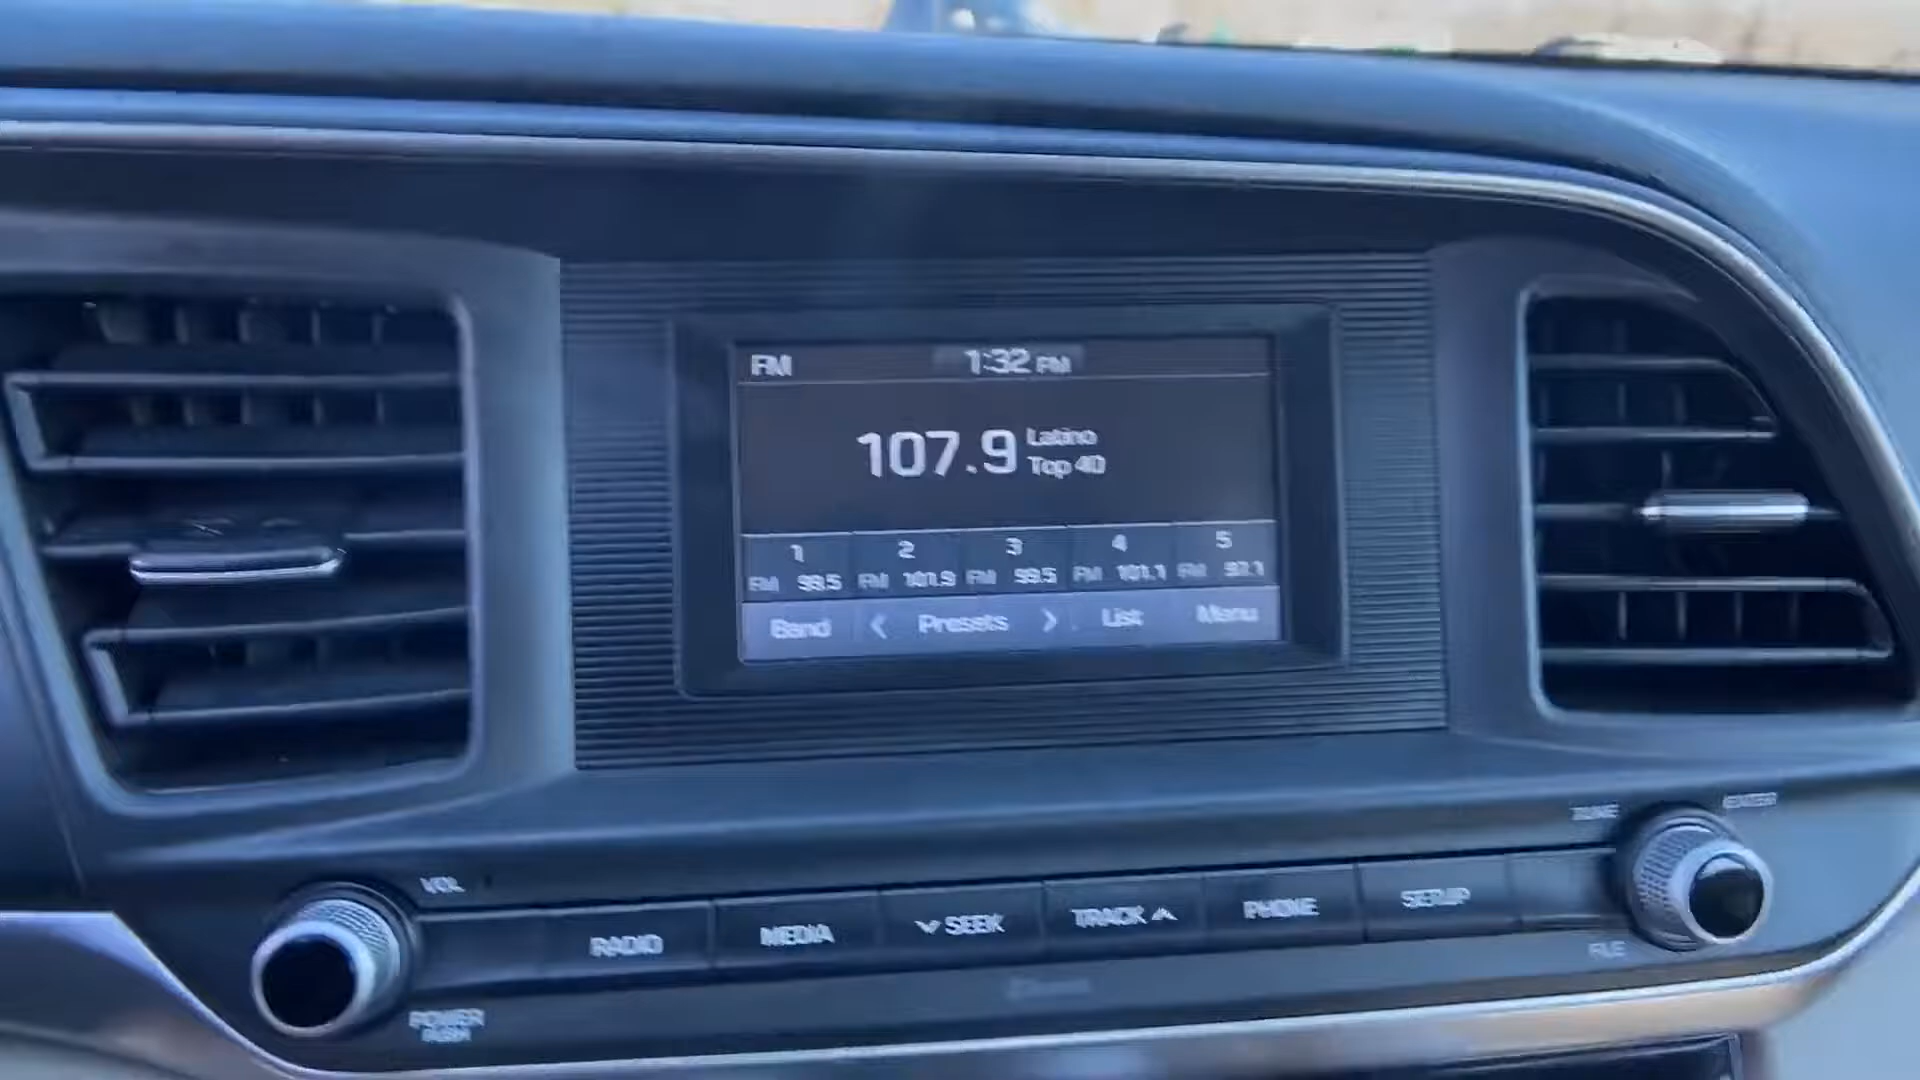 FM 1:32 PM
107.9 Latino
Top 40
1 2 3 4 5
FM 99.5 FM 101.9 FM 99.5 FM 101.1 FM 97.1
Band < Presets > List Menu
VOL
RADIO MEDIA SEEK TRACK PHONE SETUP
POWER
PUSH
TUNE ENTER
FILE